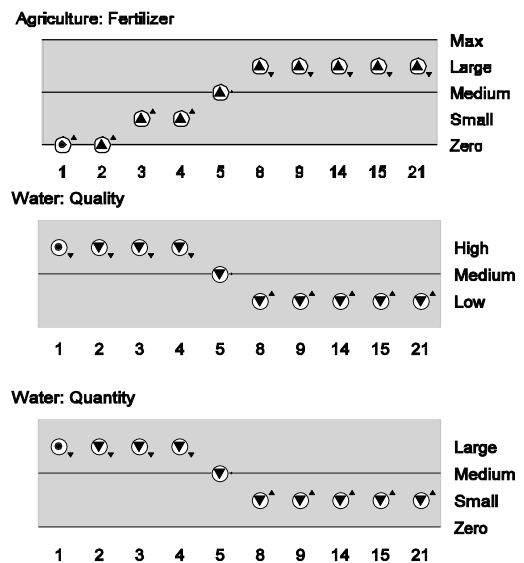 Agriculture: Fertilizer
Max
Large
Medium
Small
Zero
1 2 3 4 5 8 9 14 15 21
Water: Quality
High
Medium
Low
1 2 3 4 5 8 9 14 15 21
Water: Quantity
Large
Medium
Small
Zero
1 2 3 4 5 8 9 14 15 21